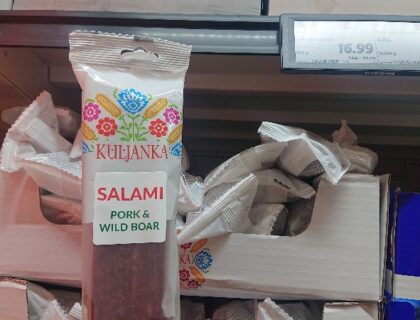 16.99
KULJANKA
SALAMI
PORK &
WILD BOAR